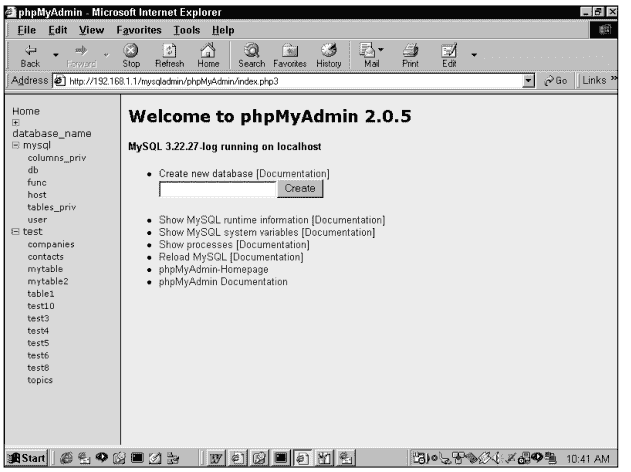 phpMyAdmin - Microsoft Internet Explorer
File Edit View Favorites Tools Help
Back Forward Stop Refresh Home Search Favorites History Mail Print Edit
Address http://192.168.1.1/mysqladmin/phpMyAdmin/index.php3 Go Links »
Home
database_name
mysql
columns_priv
db
func
host
tables_priv
user
test
companies
contacts
mytable
mytable2
table1
test10
test3
test4
test5
test6
test8
topics
Welcome to phpMyAdmin 2.0.5
MySQL 3.22.27-log running on localhost
• Create new database [Documentation]
Create
• Show MySQL runtime information [Documentation]
• Show MySQL system variables [Documentation]
• Show processes [Documentation]
• Reload MySQL [Documentation]
• phpMyAdmin-Homepage
• phpMyAdmin Documentation
Start 10:41 AM